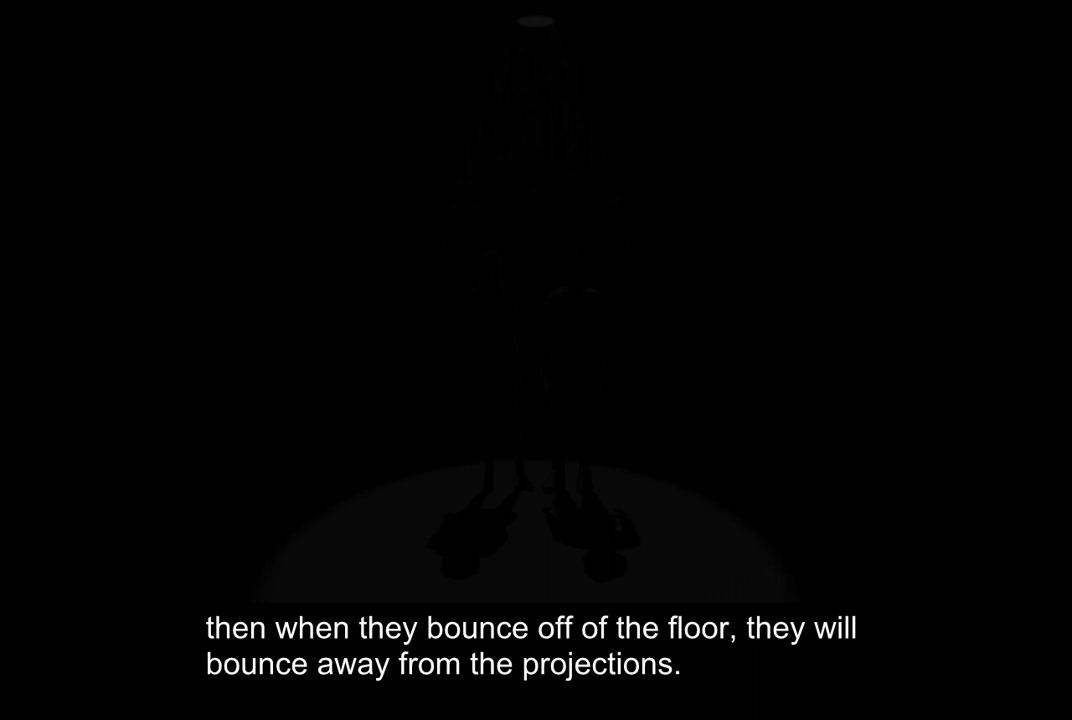 then when they bounce off of the floor, they will
bounce away from the projections.